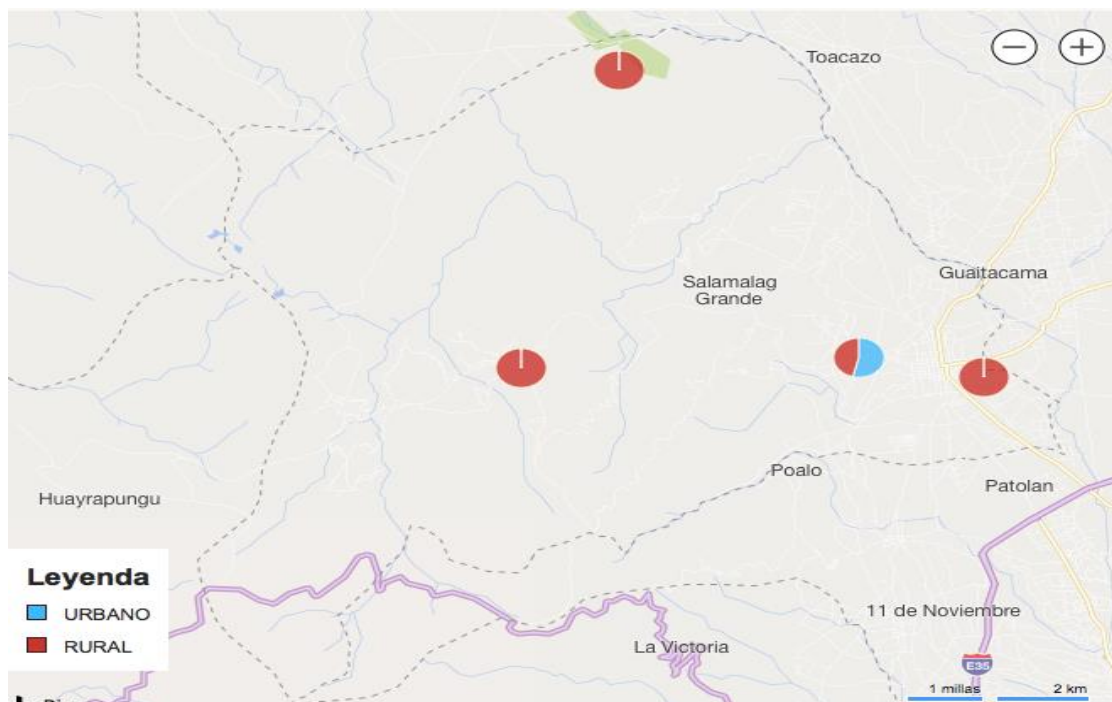 Toacazo
Salamalag
Grande
Guaitacama
Poalo
Patolan
Huayrapungu
Leyenda
URBANO
RURAL
11 de Noviembre
La Victoria
E35
1 millas
2 km